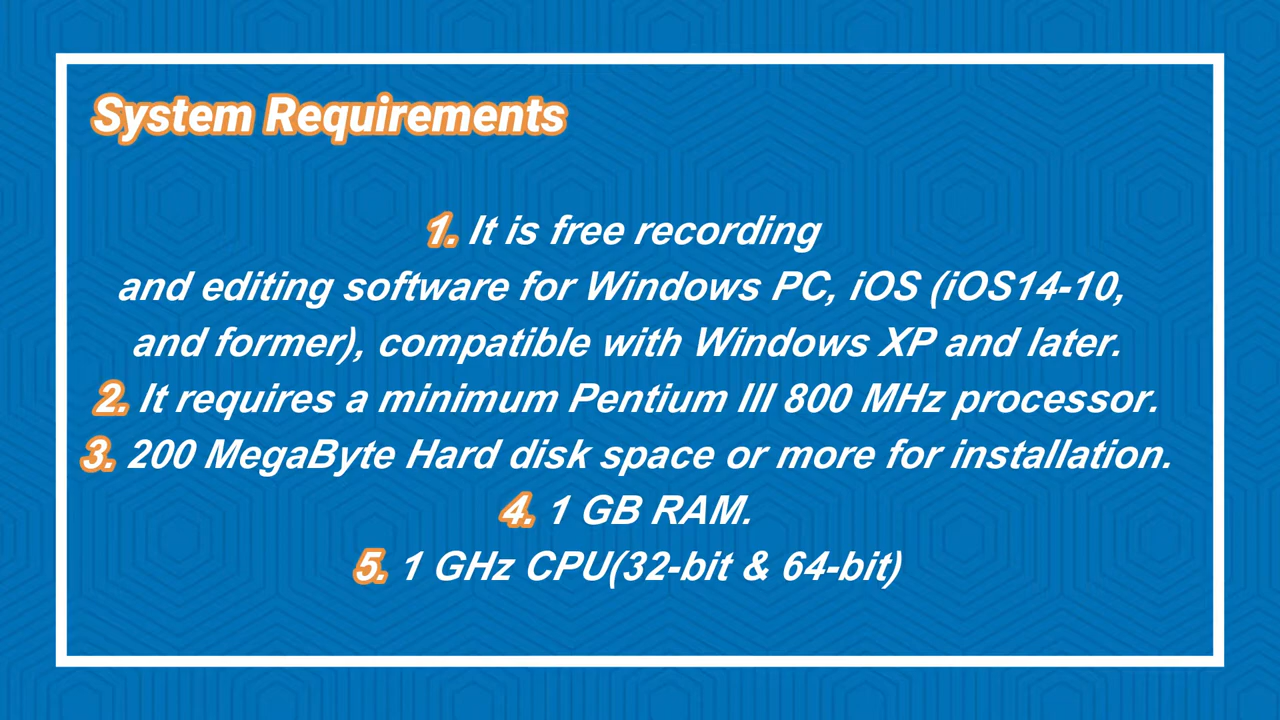 System Requirements
1. It is free recording
and editing software for Windows PC, iOS (iOS14-10,
and former), compatible with Windows XP and later.
2. It requires a minimum Pentium III 800 MHz processor.
3. 200 MegaByte Hard disk space or more for installation.
4. 1 GB RAM.
5. 1 GHz CPU(32-bit & 64-bit)